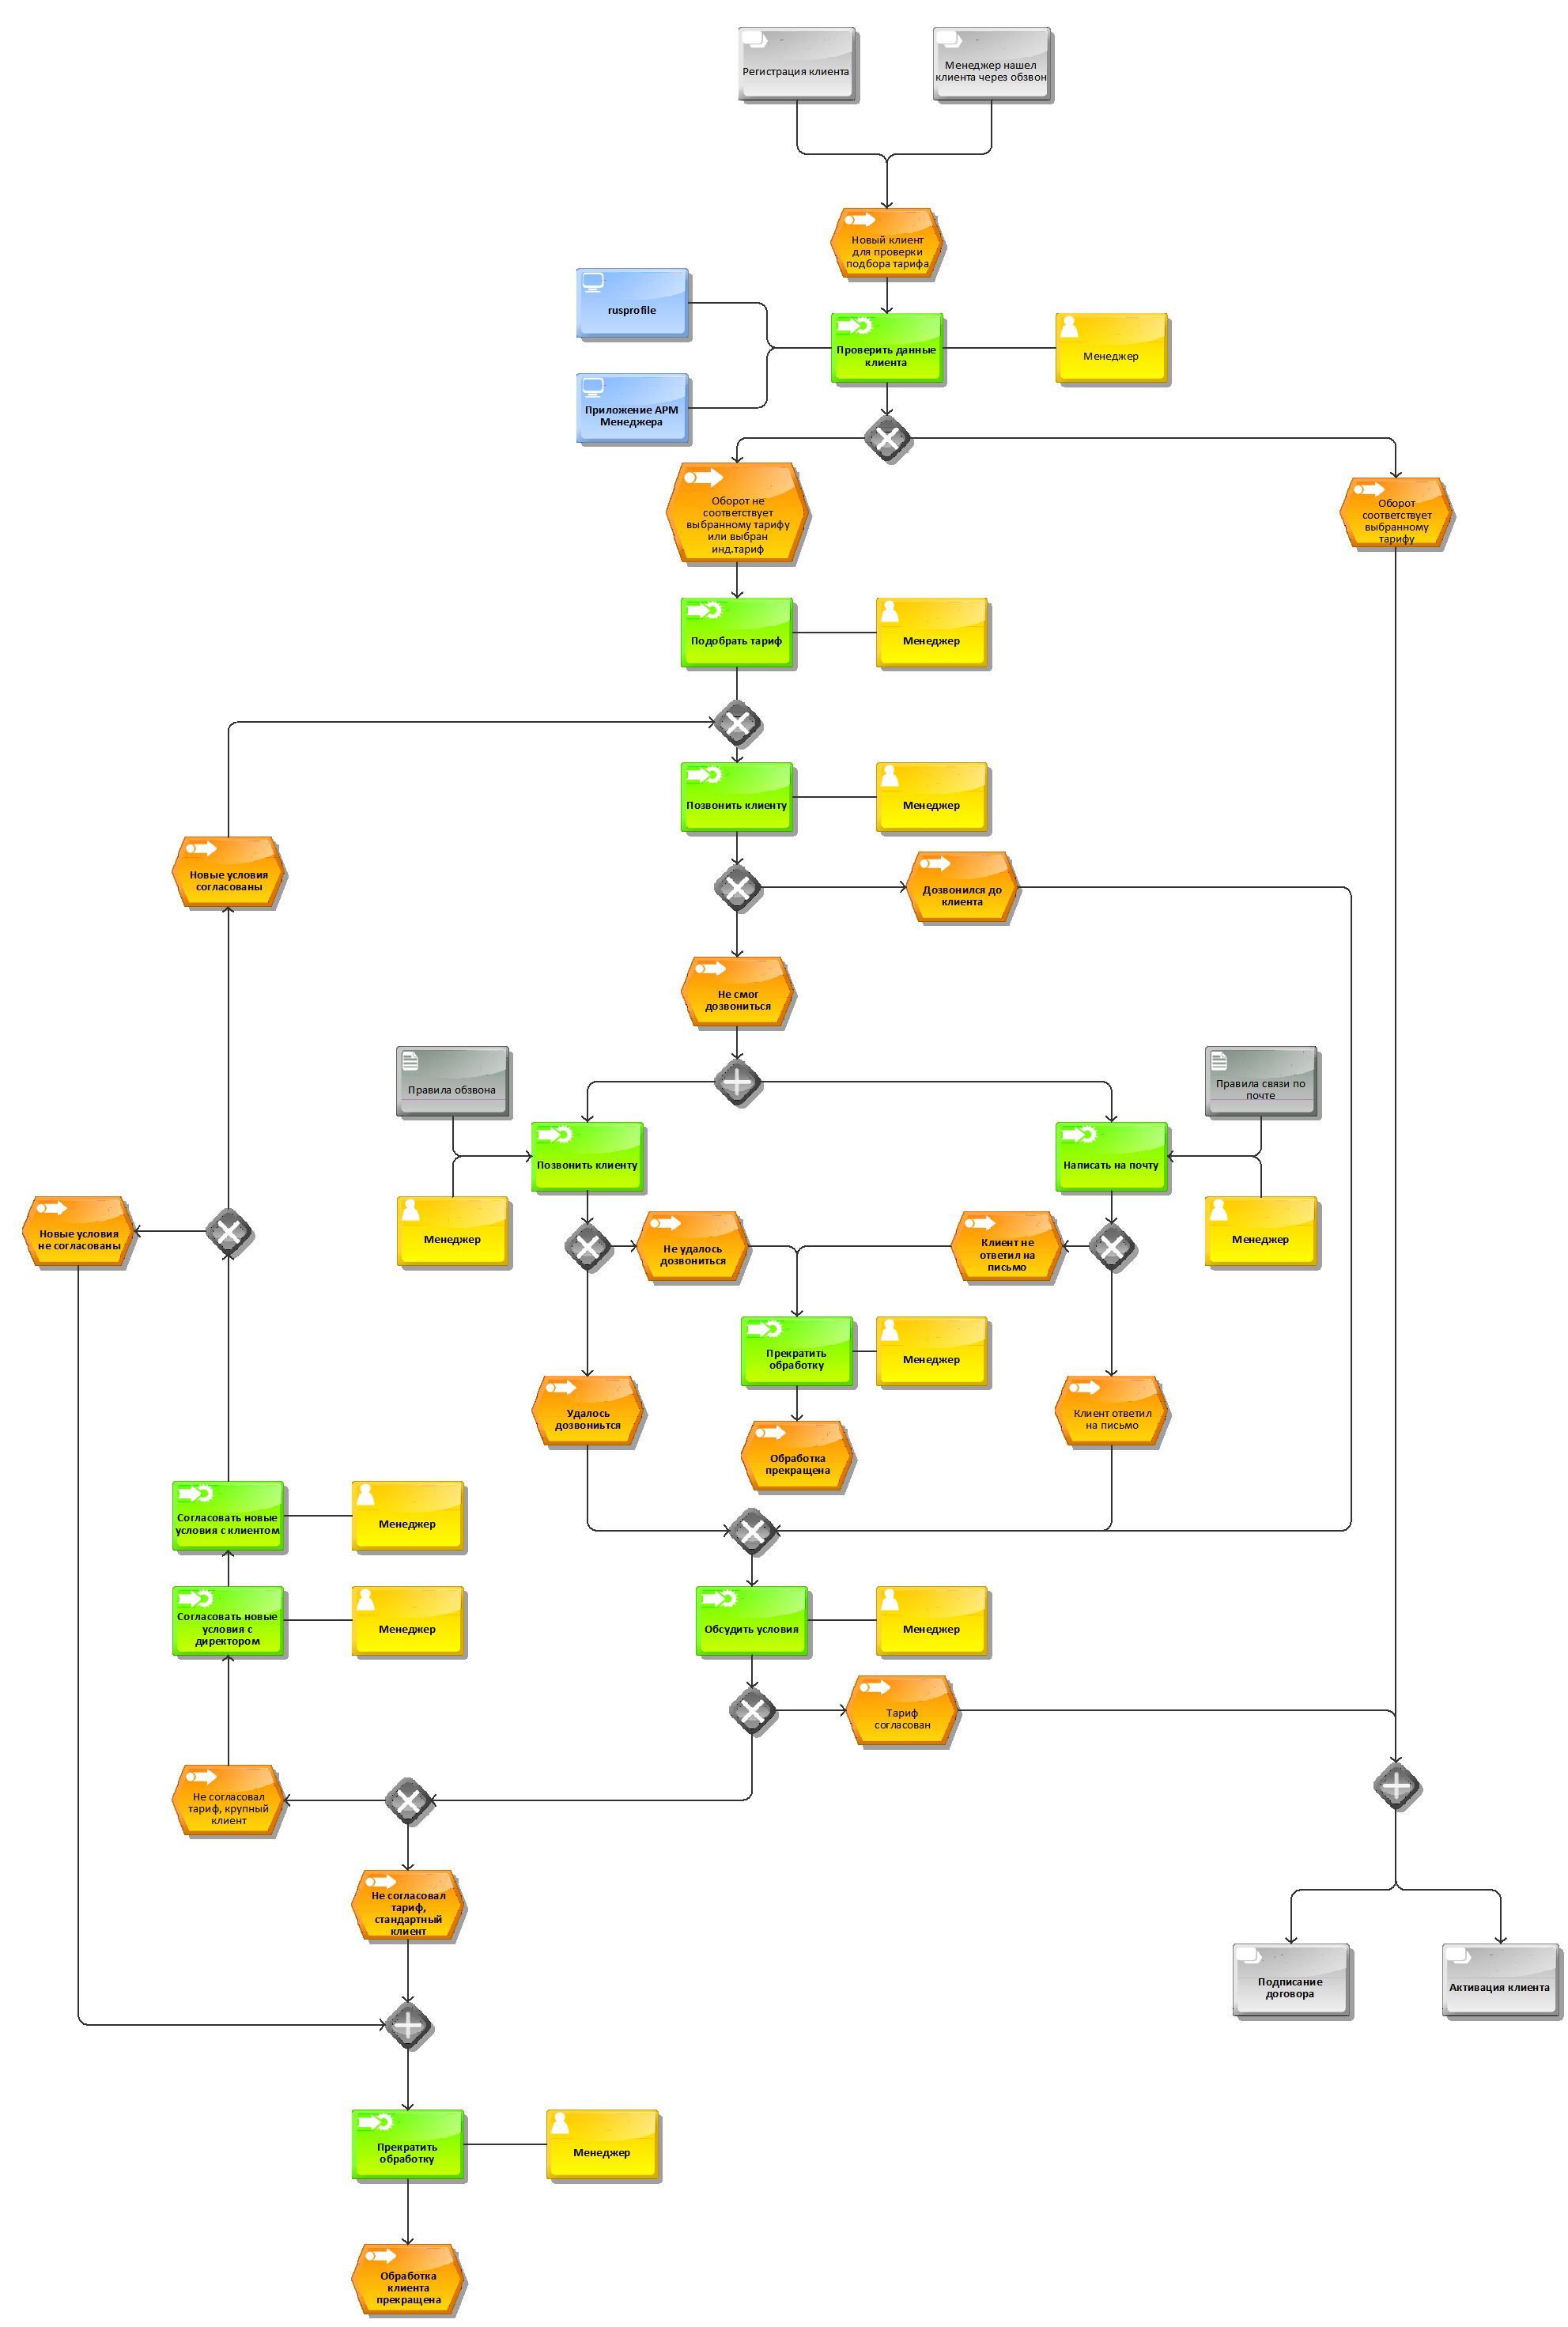 Регистрация клиента
Менеджер нашел
клиента через обзвон
Новый клиент
для проверки
подбора тарифа
rusprofile
Проверить данные
клиента
Менеджер
Приложение АРМ
Менеджера
Оборот не
соответствует
выбранному тарифу
или выбран
инд.тариф
Оборот
соответствует
выбранному
тарифу
Подобрать тариф
Менеджер
Позвонить клиенту
Менеджер
Новые условия
согласованы
Дозвонился до
клиента
Не смог
дозвониться
Правила обзвона
Правила связи по
почте
Позвонить клиенту
Написать на почту
Новые условия
не согласованы
Менеджер
Не удалось
дозвониться
Клиент не
ответил на
письмо
Менеджер
Прекратить
обработку
Менеджер
Удалось
дозвониьтся
Клиент ответил
на письмо
Обработка
прекращена
Согласовать новые
условия с клиентом
Менеджер
Согласовать новые
условия с
директором
Менеджер
Обсудить условия
Менеджер
Тариф
согласован
Не согласовал
тариф, крупный
клиент
Не согласовал
тариф,
стандартный
клиент
Подписание
договора
Активация клиента
Прекратить
обработку
Менеджер
Обработка
клиента
прекращена